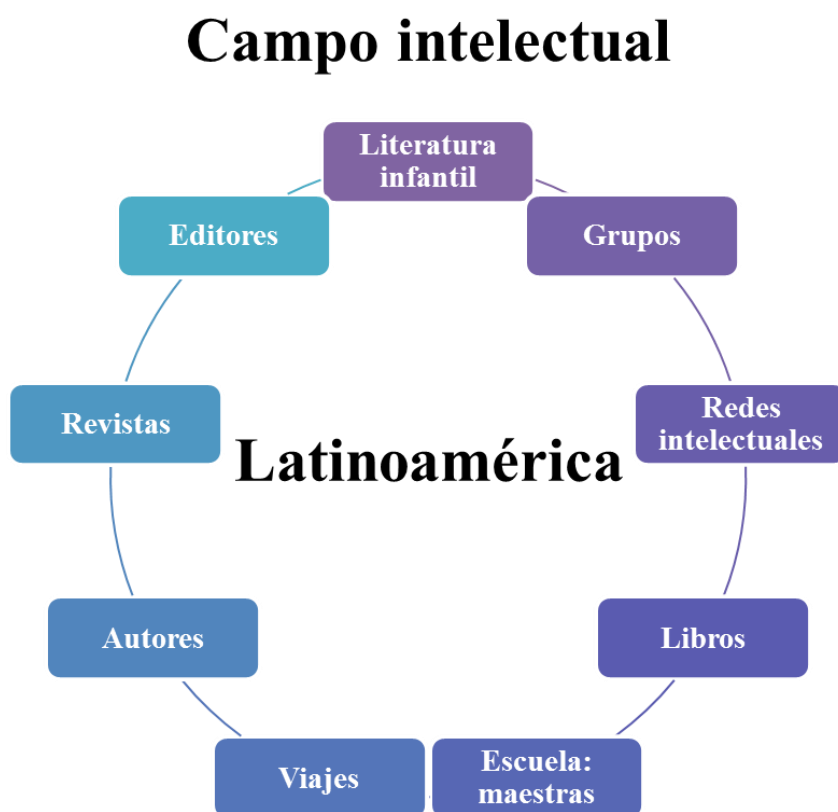 Campo intelectual
Literatura
infantil
Grupos
Redes
intelectuales
Libros
Escuela:
maestras
Viajes
Autores
Revistas
Editores
Latinoamérica